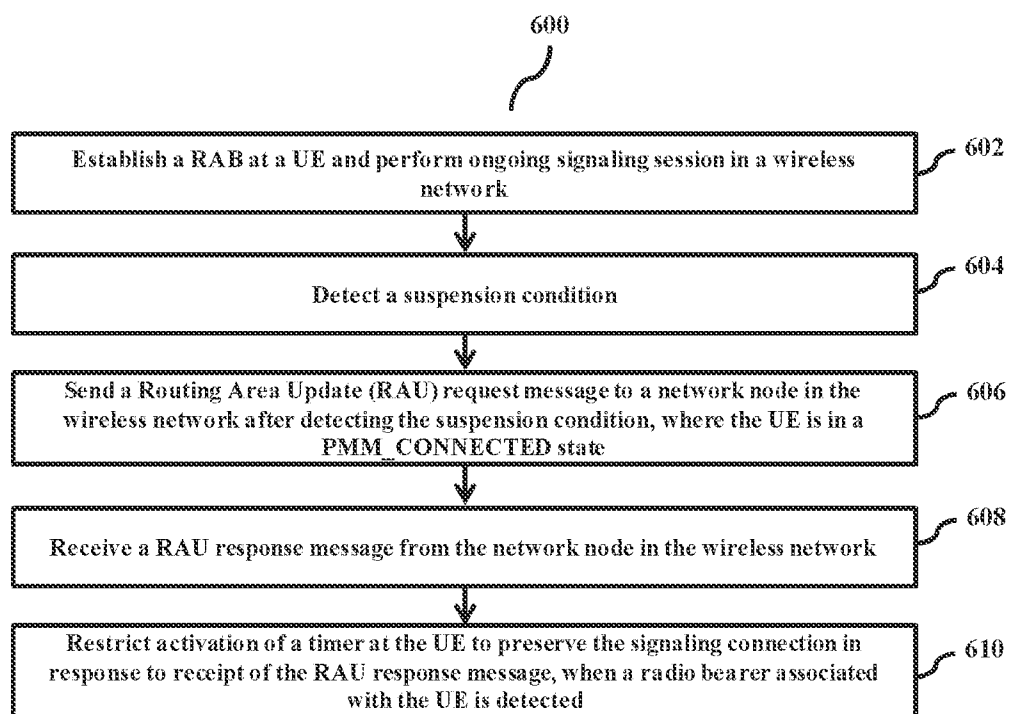 600
Establish a RAB at a UE and perform ongoing signaling session in a wireless
network
602
Detect a suspension condition
604
Send a Routing Area Update (RAU) request message to a network node in the
wireless network after detecting the suspension condition, where the UE is in a
PMM_CONNECTED state
606
Receive a RAU response message from the network node in the wireless network
608
Restrict activation of a timer at the UE to preserve the signaling connection in
response to receipt of the RAU response message, when a radio bearer associated
with the UE is detected
610